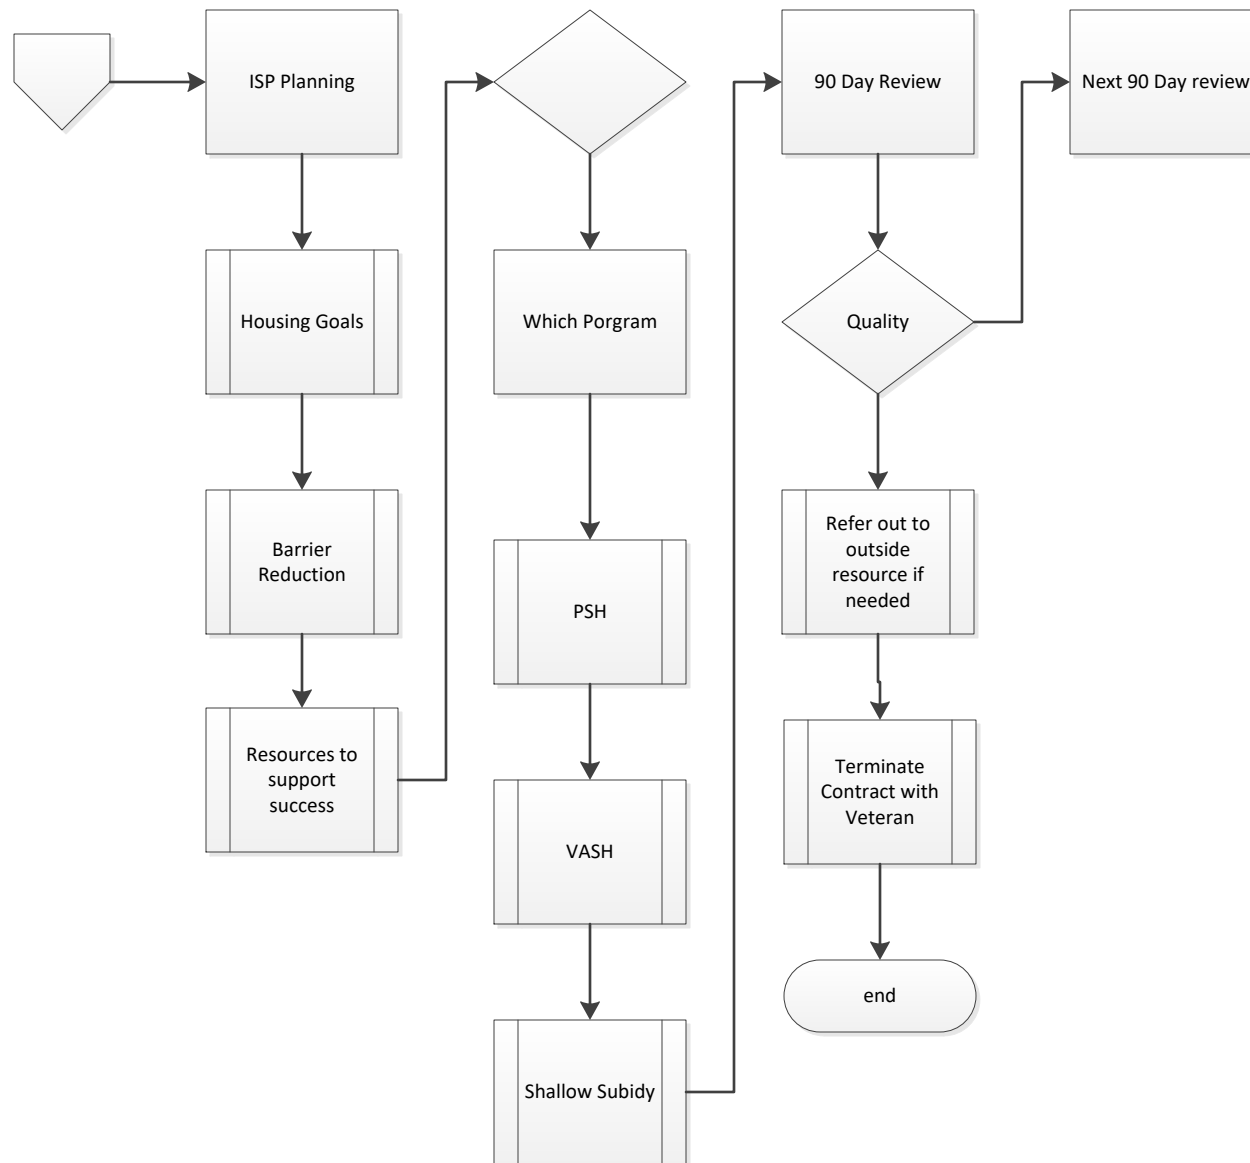 ISP Planning
Housing Goals
Barrier
Reduction
Resources to
support
success
Which Porgram
PSH
VASH
Shallow Subidy
90 Day Review
Quality
Refer out to
outside
resource if
needed
Terminate
Contract with
Veteran
end
Next 90 Day review